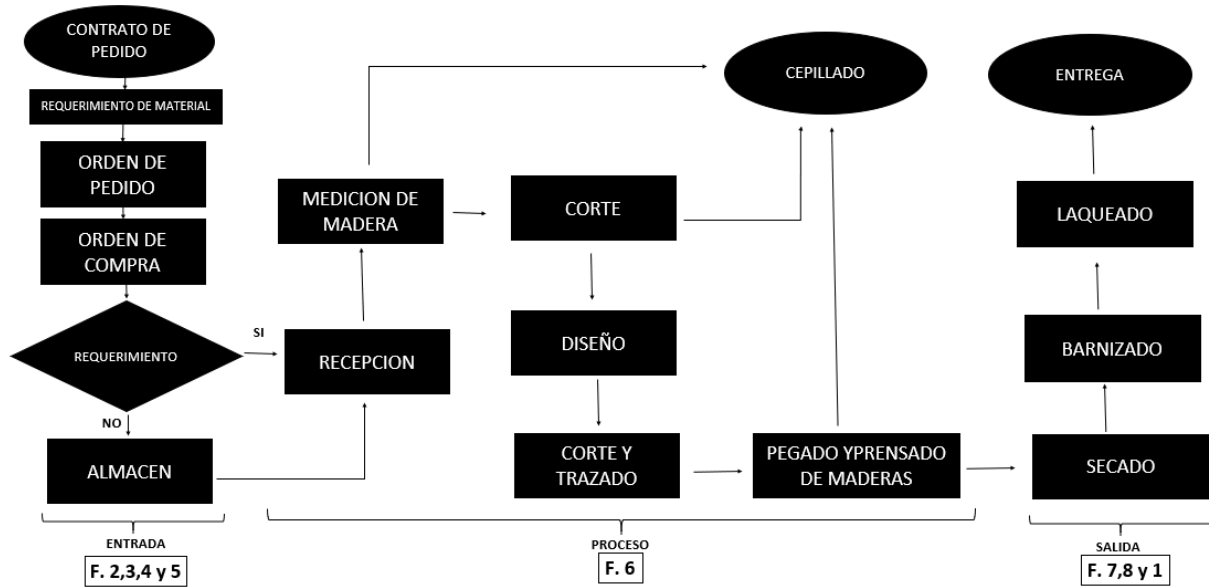 CONTRATO DE
PEDIDO
REQUERIMIENTO DE MATERIAL
ORDEN DE
PEDIDO
ORDEN DE
COMPRA
REQUERIMIENTO
SI
NO
ALMACEN
RECEPCION
MEDICION DE
MADERA
CORTE
DISEÑO
CORTE Y
TRAZADO
PEGADO YPRENSADO
DE MADERAS
CEPILLADO
SECADO
BARNIZADO
LAQUEADO
ENTREGA
ENTRADA
F. 2,3,4 y 5
PROCESO
F. 6
SALIDA
F. 7,8 y 1